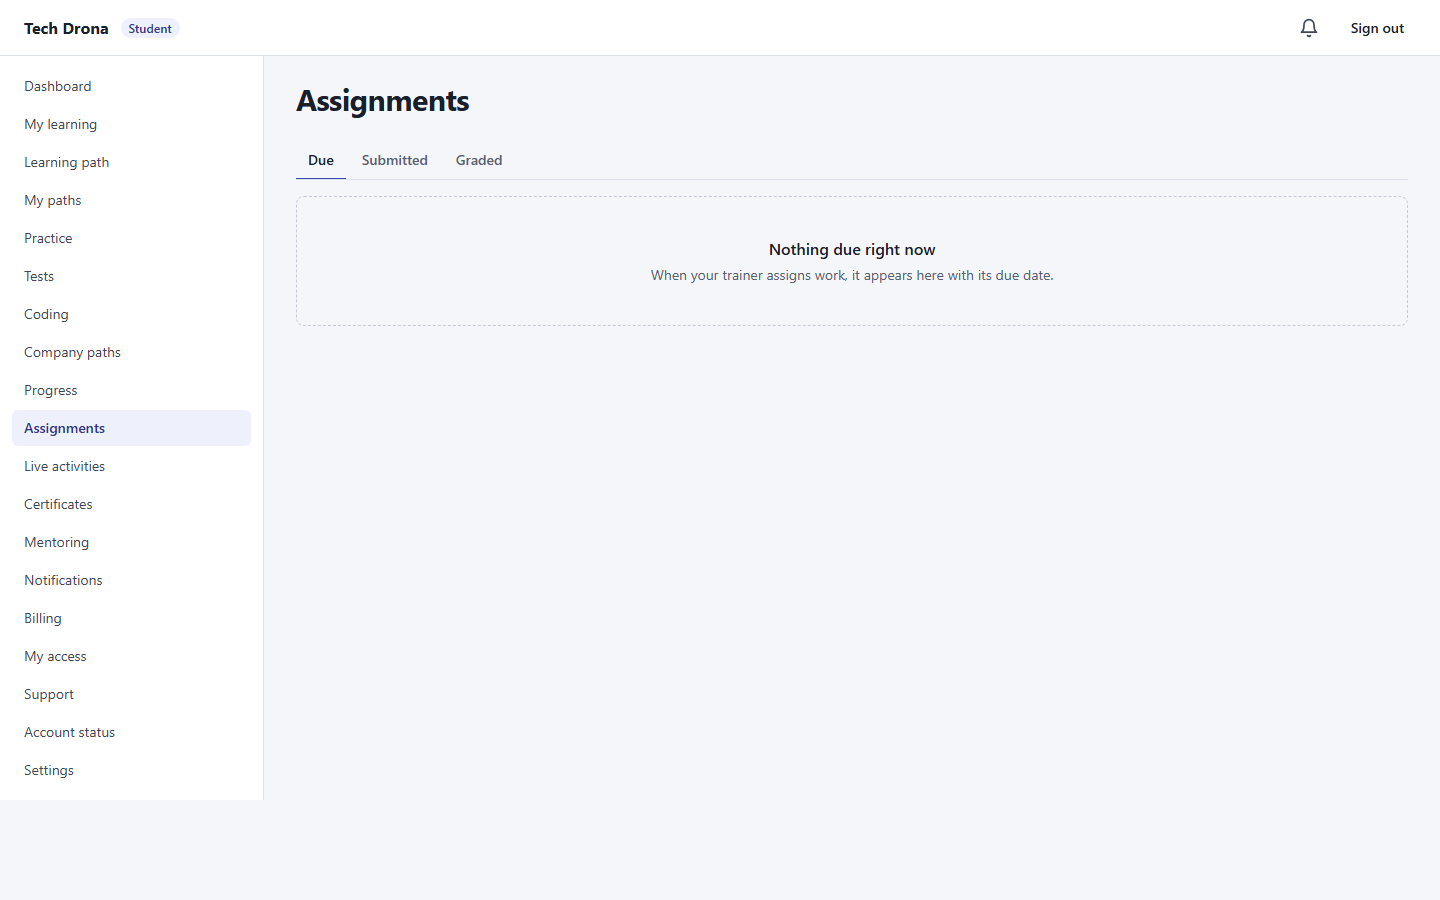 Tech Drona Student Sign out
Dashboard
My learning
Learning path
My paths
Practice
Tests
Coding
Company paths
Progress
Assignments
Live activities
Certificates
Mentoring
Notifications
Billing
My access
Support
Account status
Settings
Assignments
Due Submitted Graded
Nothing due right now
When your trainer assigns work, it appears here with its due date.